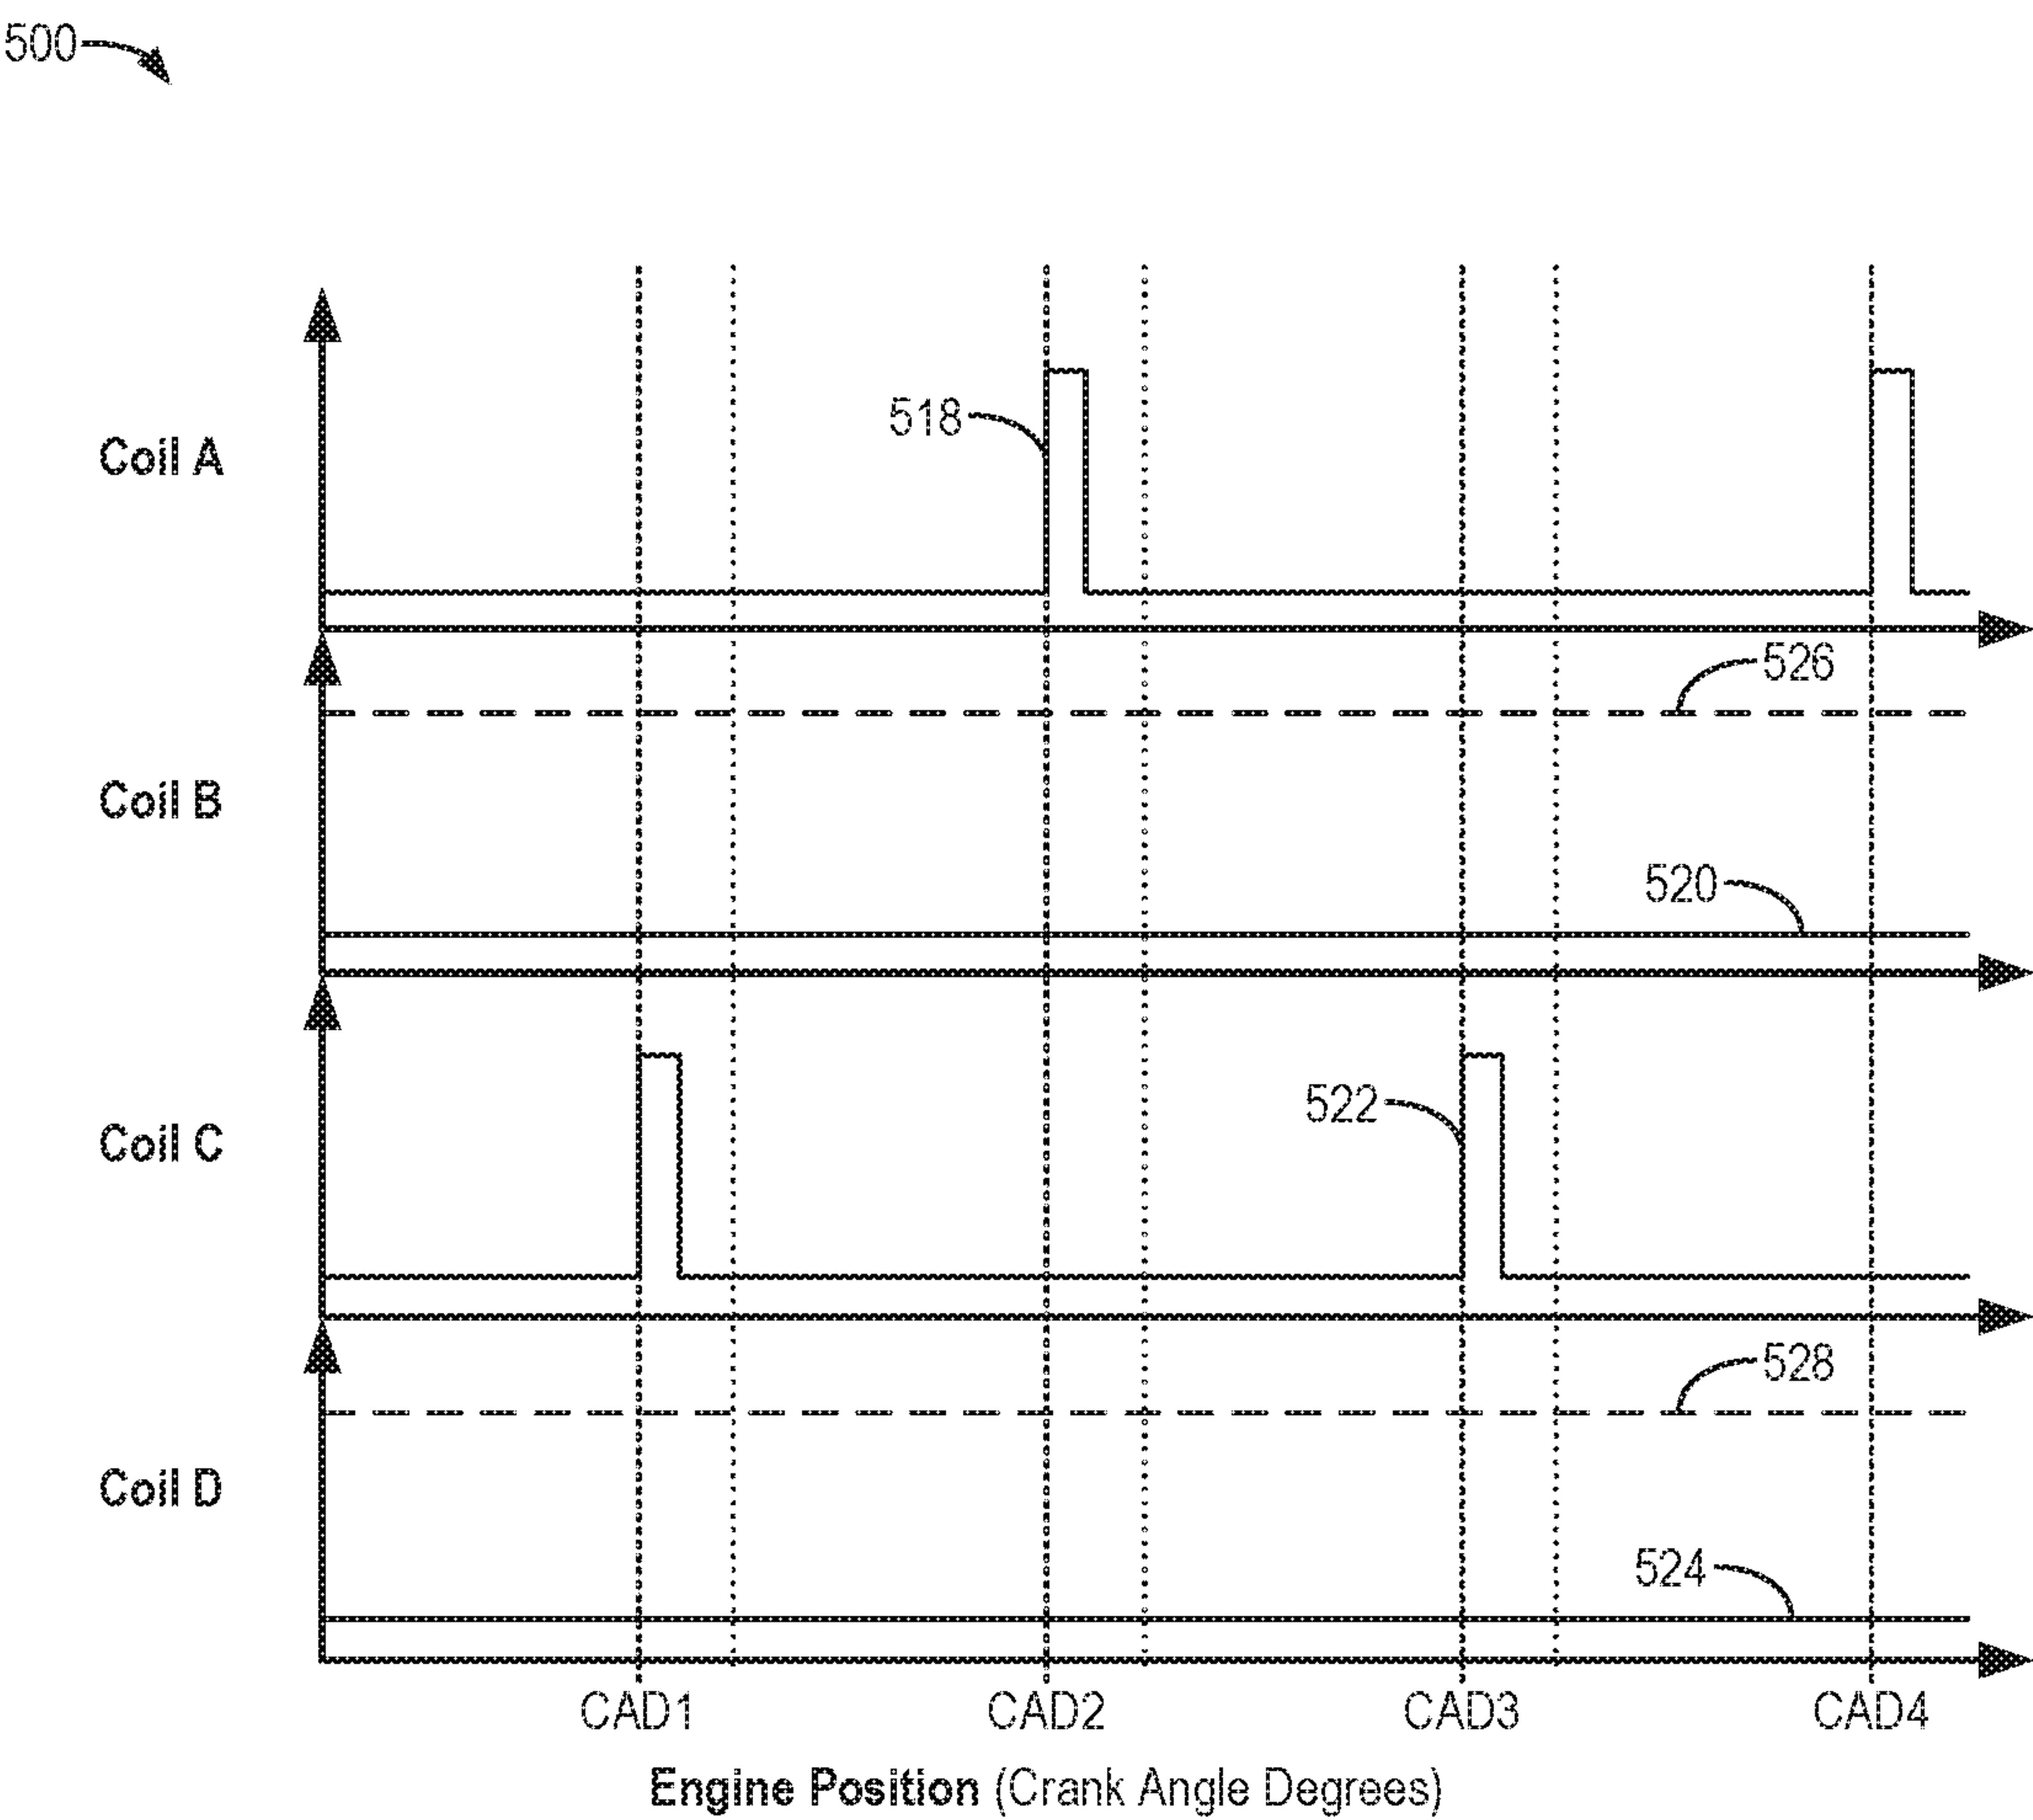 500
518
Coil A
526
Coil B
520
522
Coil C
528
Coil D
524
CAD1 CAD2 CAD3 CAD4
Engine Position (Crank Angle Degrees)